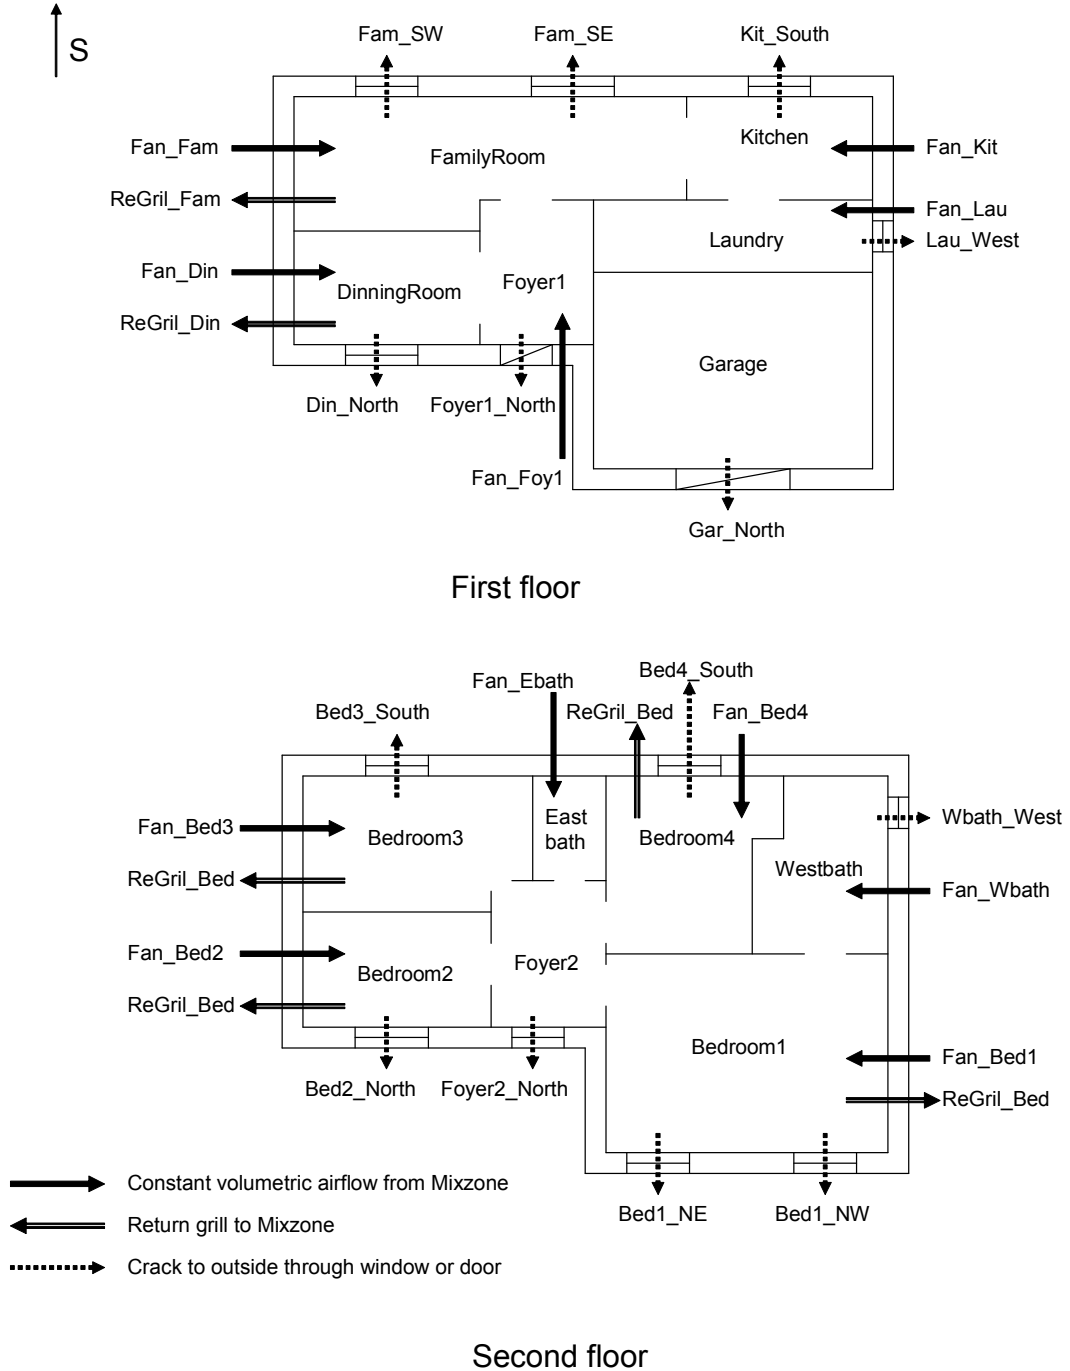 S
Fam_SW
Fam_SE
Kit_South
Fan_Fam
FamilyRoom
Kitchen
Fan_Kit
ReGril_Fam
Fan_Lau
Laundry
Lau_West
Fan_Din
DinningRoom
Foyer1
ReGril_Din
Garage
Din_North
Foyer1_North
Fan_Foy1
Gar_North
First floor
Fan_Ebath
Bed4_South
Bed3_South
ReGril_Bed
Fan_Bed4
Fan_Bed3
Bedroom3
East
bath
Bedroom4
Wbath_West
Westbath
ReGril_Bed
Fan_Wbath
Fan_Bed2
Bedroom2
Foyer2
ReGril_Bed
Bedroom1
Fan_Bed1
Bed2_North
Foyer2_North
ReGril_Bed
Constant volumetric airflow from Mixzone
Return grill to Mixzone
Bed1_NE
Bed1_NW
Crack to outside through window or door
Second floor